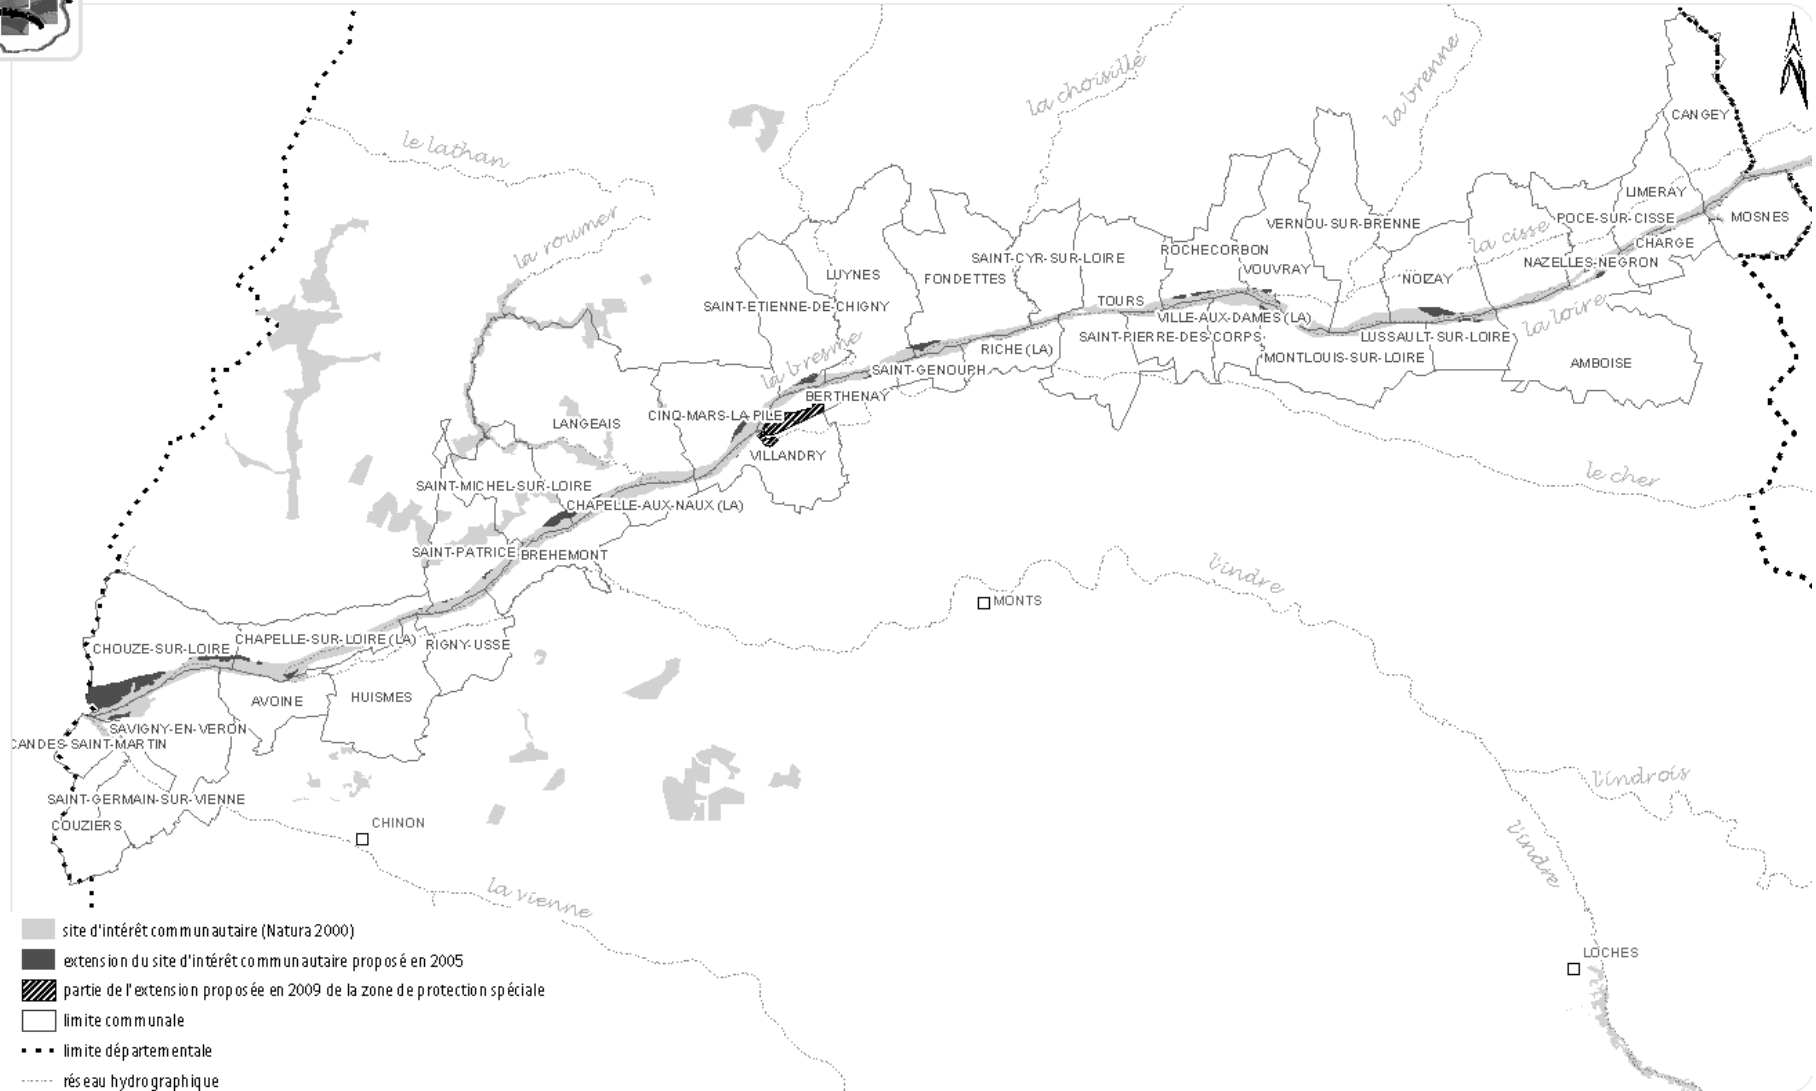 la choisille
la brenne
CANGEY
le lathan
LIMERAY
POCE-SUR-CISSE
MOSNES
la roumer
VERNOU-SUR-BRENNE
la cisse
CHARGE
ROCHECORBON
SAINT-CYR-SUR-LOIRE
NAZELLES-NEGRON
VOUVRAY
LUYNES
FONDETTES
NOIZAY
SAINT-ETIENNE-DE-CHIGNY
TOURS
la loire
VILLE-AUX-DAMES (LA)
SAINT-PIERRE-DES-CORPS
LUSSAULT-SUR-LOIRE
la bresme
RICHE (LA)
MONTLOUIS-SUR-LOIRE
AMBOISE
SAINT-GENOUPH
BERTHENAY
CINQ-MARS-LA-PILE
LANGEAIS
VILLANDRY
le cher
SAINT-MICHEL-SUR-LOIRE
CHAPELLE-AUX-NAUX (LA)
SAINT-PATRICE
BREHEMONT
l'indre
MONTS
CHAPELLE-SUR-LOIRE (LA)
CHOUZE-SUR-LOIRE
RIGNY-USSE
AVOINE
HUISMES
SAVIGNY-EN-VERON
CANDES-SAINT-MARTIN
l'indrois
SAINT-GERMAIN-SUR-VIENNE
COUZIERS
CHINON
l'indre
la vienne
LOCHES
site d'intérêt communautaire (Natura 2000)
extension du site d'intérêt communautaire proposé en 2005
partie de l'extension proposée en 2009 de la zone de protection spéciale
limite communale
limite départementale
réseau hydrographique